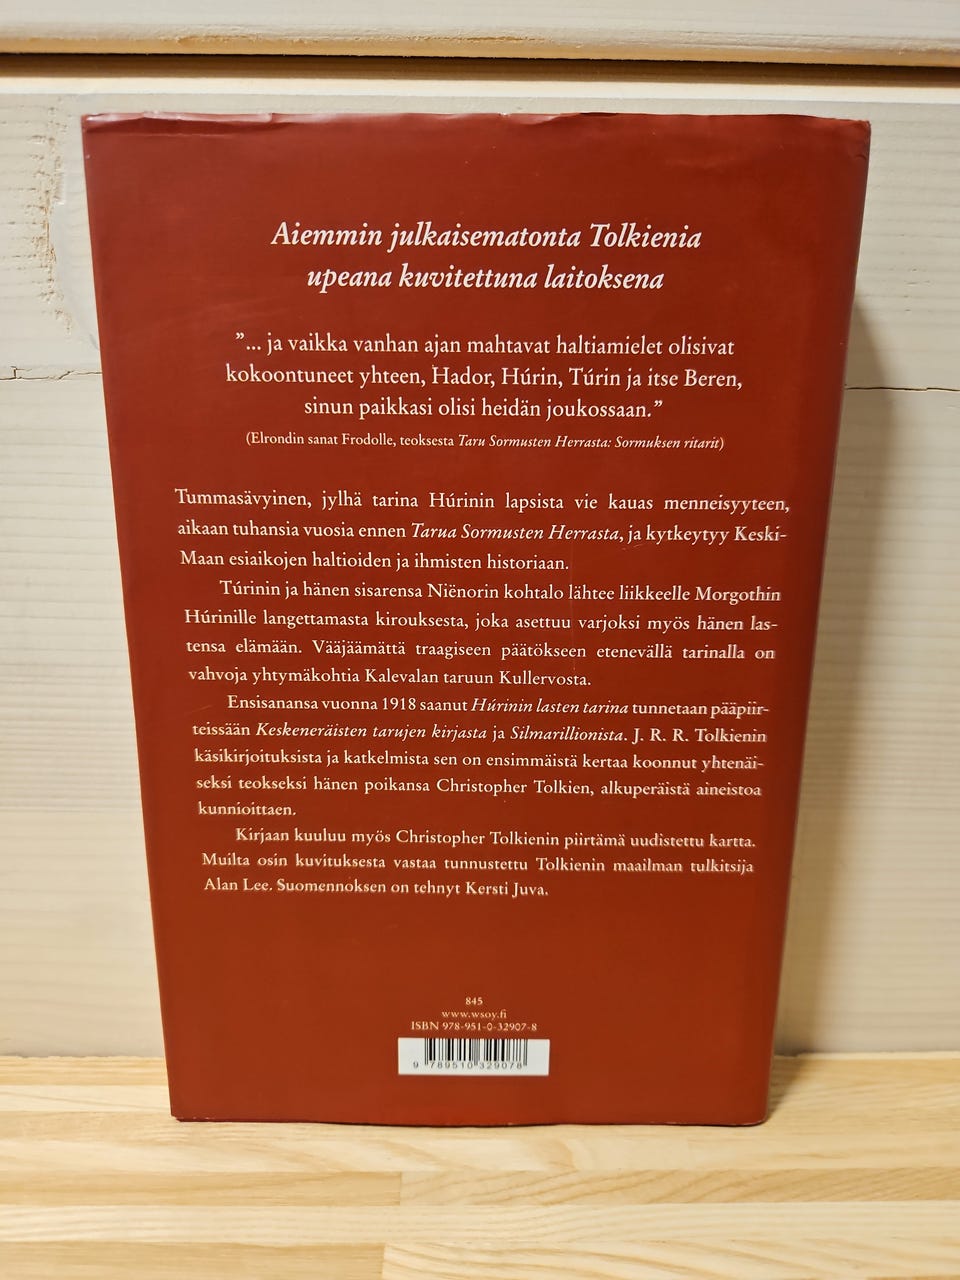 Aiemmin julkaisematonta Tolkienia
upeana kuvitettuna laitoksena
”... ja vaikka vanhan ajan mahtavat haltiamielet olisivat
kokoontuneet yhteen, Hador, Húrin, Túrin ja itse Beren,
sinun paikkasi olisi heidän joukossaan.”
(Elrondin sanat Frodolle, teoksesta Taru Sormusten Herrasta: Sormuksen ritarit)
Tummasävyinen, jylhä tarina Húrinin lapsista vie kauas menneisyyteen,
aikaan tuhansia vuosia ennen Tarua Sormusten Herrasta, ja kytkeytyy Keski-
Maan esiaikojen haltioiden ja ihmisten historiaan.
Túrinin ja hänen sisarensa Niënorin kohtalo lähtee liikkeelle Morgothin
Húrinille langettamasta kirouksesta, joka asettuu varjoksi myös hänen las-
tensa elämään. Vääjäämättä traagiseen päätökseen etenevällä tarinalla on
vahvoja yhtymäkohtia Kalevalan taruun Kullervosta.
Ensisanansa vuonna 1918 saanut Húrinin lasten tarina tunnetaan pääpiir-
teissään Keskeneräisten tarujen kirjasta ja Silmarillionista. J. R. R. Tolkienin
käsikirjoituksista ja katkelmista sen on ensimmäistä kertaa koonnut yhtenäi-
seksi teokseksi hänen poikansa Christopher Tolkien, alkuperäistä aineistoa
kunnioittaen.
Kirjaan kuuluu myös Christopher Tolkienin piirtämä uudistettu kartta.
Muilta osin kuvituksesta vastaa tunnustettu Tolkienin maailman tulkitsija
Alan Lee. Suomennoksen on tehnyt Kersti Juva.
845
www.wsoy.fi
ISBN 978-951-0-32907-8
9 789510 329078